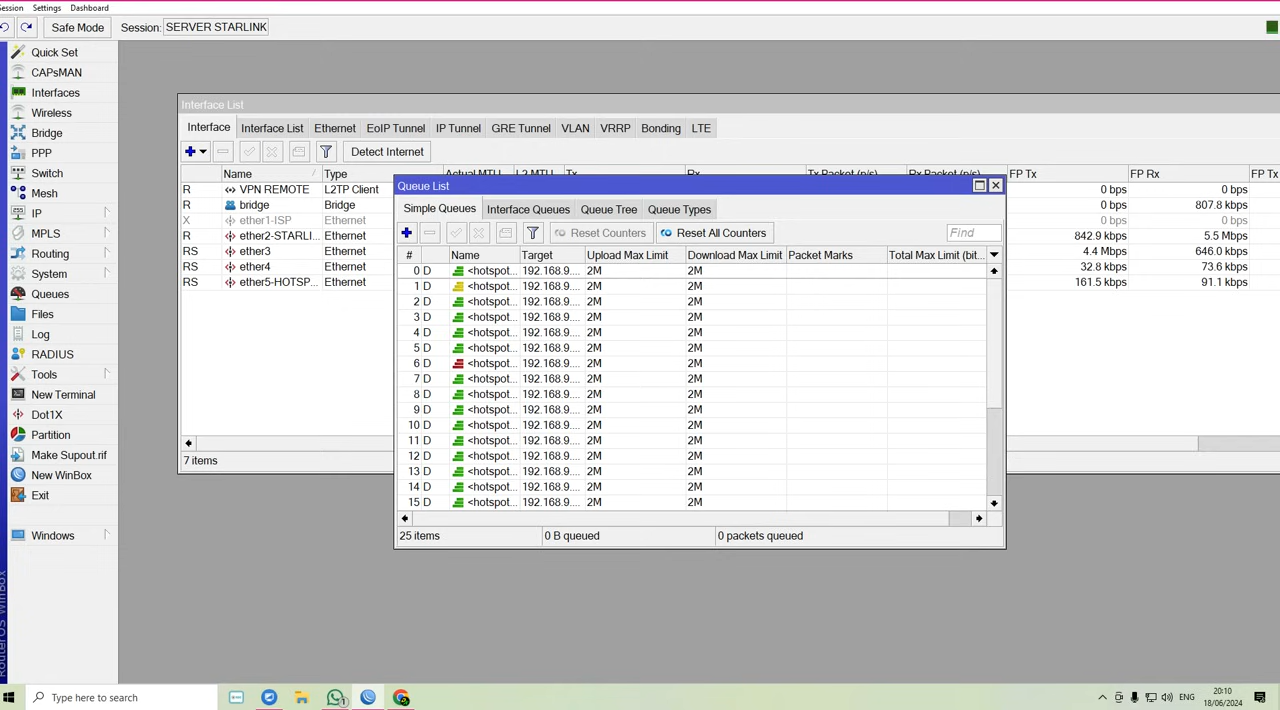 Session Settings Dashboard
Safe Mode Session: SERVER STARLINK
Quick Set
CAPsMAN
Interfaces
Wireless
Bridge
PPP
Switch
Mesh
IP
MPLS
Routing
System
Queues
Files
Log
RADIUS
Tools
New Terminal
Dot1X
Partition
Make Supout.rif
New WinBox
Exit
Windows
RouterOS WinBox
Interface List
Interface Interface List Ethernet EoIP Tunnel IP Tunnel GRE Tunnel VLAN VRRP Bonding LTE
Detect Internet
Name Type Actual MTU L2 MTU Tx Rx Tx Packet (p/s) FP Tx FP Rx FP Tx
R VPN REMOTE L2TP Client 0 bps 0 bps
R bridge Bridge 0 bps 807.8 kbps
X ether1-ISP Ethernet 0 bps 0 bps
R ether2-STARLI... Ethernet 842.9 kbps 5.5 Mbps
RS ether3 Ethernet 4.4 Mbps 646.0 kbps
RS ether4 Ethernet 32.8 kbps 73.6 kbps
RS ether5-HOTSP... Ethernet 161.5 kbps 91.1 kbps
7 items
Queue List
Simple Queues Interface Queues Queue Tree Queue Types
Reset Counters Reset All Counters Find
# Name Target Upload Max Limit Download Max Limit Packet Marks Total Max Limit (bit...
0 D <hotspot... 192.168.9.... 2M 2M
1 D <hotspot... 192.168.9.... 2M 2M
2 D <hotspot... 192.168.9.... 2M 2M
3 D <hotspot... 192.168.9.... 2M 2M
4 D <hotspot... 192.168.9.... 2M 2M
5 D <hotspot... 192.168.9.... 2M 2M
6 D <hotspot... 192.168.9.... 2M 2M
7 D <hotspot... 192.168.9.... 2M 2M
8 D <hotspot... 192.168.9.... 2M 2M
9 D <hotspot... 192.168.9.... 2M 2M
10 D <hotspot... 192.168.9.... 2M 2M
11 D <hotspot... 192.168.9.... 2M 2M
12 D <hotspot... 192.168.9.... 2M 2M
13 D <hotspot... 192.168.9.... 2M 2M
14 D <hotspot... 192.168.9.... 2M 2M
15 D <hotspot... 192.168.9.... 2M 2M
25 items 0 B queued 0 packets queued
Type here to search
1
ENG
20:10
18/06/2024